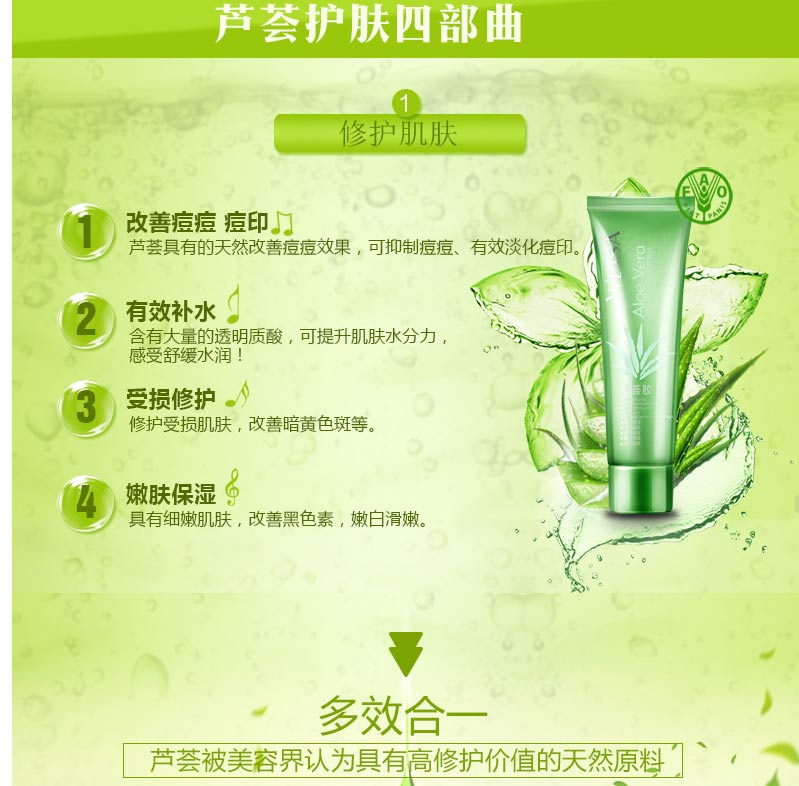 芦荟护肤四部曲
1
修护肌肤
1
改善痘痘 痘印
芦荟具有的天然改善痘痘效果，可抑制痘痘、有效淡化痘印。
2
有效补水
含有大量的透明质酸，可提升肌肤水分力，
感受舒缓水润！
3
受损修护
修护受损肌肤，改善暗黄色斑等。
4
嫩肤保湿
具有细嫩肌肤，改善黑色素，嫩白滑嫩。
FAO
FIAT PANIS
Aloe Vera
荟胶
多效合一
芦荟被美容界认为具有高修护价值的天然原料